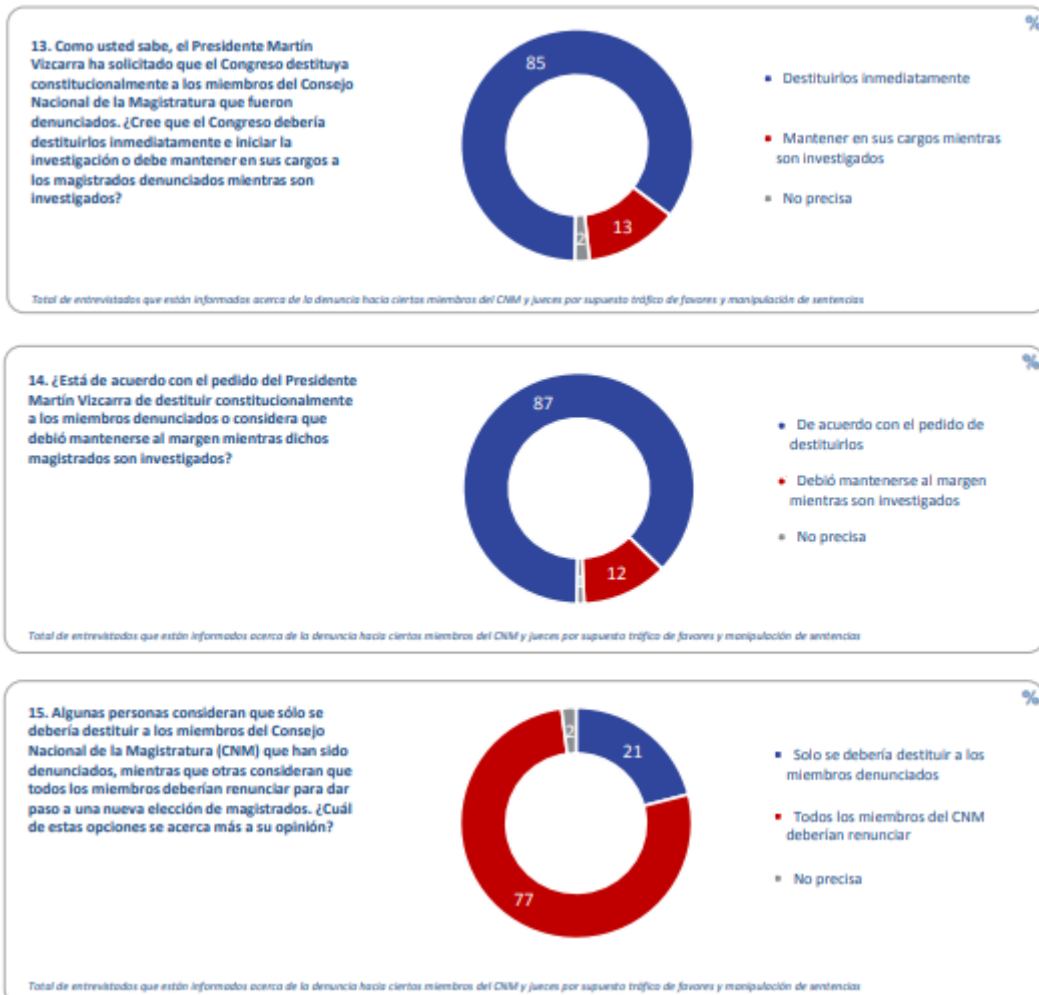 %
13. Como usted sabe, el Presidente Martín
Vizcarra ha solicitado que el Congreso destituya
constitucionalmente a los miembros del Consejo
Nacional de la Magistratura que fueron
denunciados. ¿Cree que el Congreso debería
destituirlos inmediatamente e iniciar la
investigación o debe mantener en sus cargos a
los magistrados denunciados mientras son
investigados?
85
13
2
Destituirlos inmediatamente
Mantener en sus cargos mientras
son investigados
No precisa
Total de entrevistados que están informados acerca de la denuncia hacia ciertos miembros del CNM y jueces por supuesto tráfico de favores y manipulación de sentencias
%
14. ¿Está de acuerdo con el pedido del Presidente
Martín Vizcarra de destituir constitucionalmente
a los miembros denunciados o considera que
debió mantenerse al margen mientras dichos
magistrados son investigados?
87
12
De acuerdo con el pedido de
destituirlos
Debió mantenerse al margen
mientras son investigados
No precisa
Total de entrevistados que están informados acerca de la denuncia hacia ciertos miembros del CNM y jueces por supuesto tráfico de favores y manipulación de sentencias
%
15. Algunas personas consideran que sólo se
debería destituir a los miembros del Consejo
Nacional de la Magistratura (CNM) que han sido
denunciados, mientras que otras consideran que
todos los miembros deberían renunciar para dar
paso a una nueva elección de magistrados. ¿Cuál
de estas opciones se acerca más a su opinión?
2
21
77
Solo se debería destituir a los
miembros denunciados
Todos los miembros del CNM
deberían renunciar
No precisa
Total de entrevistados que están informados acerca de la denuncia hacia ciertos miembros del CNM y jueces por supuesto tráfico de favores y manipulación de sentencias